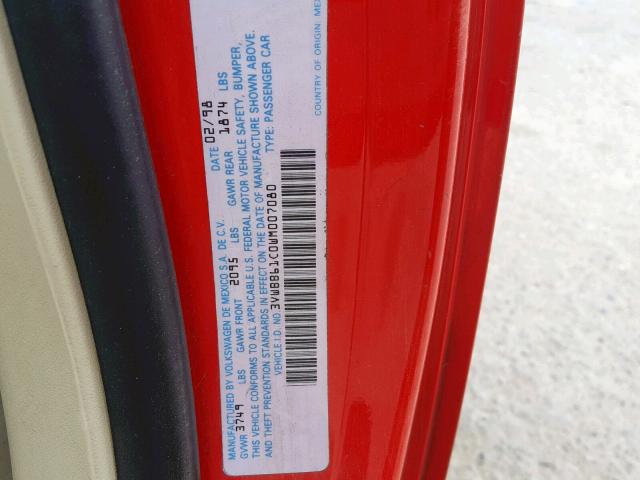 MANUFACTURED BY VOLKSWAGEN DE MEXICO S.A. DE C.V. DATE 02/98
GVWR 3749 LBS GAWR FRONT 2095 LBS GAWR REAR 1874 LBS
THIS VEHICLE CONFORMS TO ALL APPLICABLE U.S. FEDERAL MOTOR VEHICLE SAFETY, BUMPER,
AND THEFT PREVENTION STANDARDS IN EFFECT ON THE DATE OF MANUFACTURE SHOWN ABOVE.
VEHICLE I.D. NO. 3VWBB61C0WM007080 TYPE: PASSENGER CAR
COUNTRY OF ORIGIN: MEX